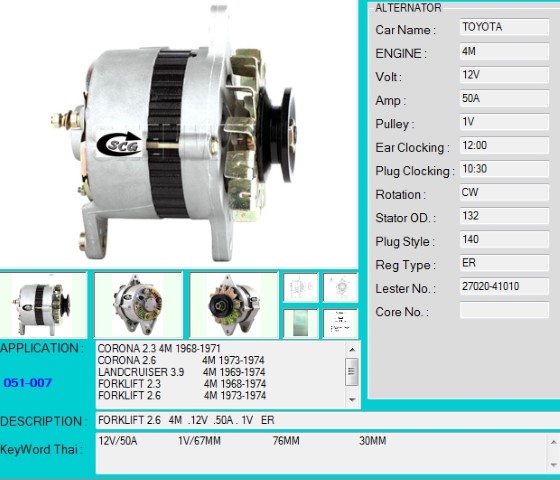 SCG
ALTERNATOR
Car Name : TOYOTA
ENGINE : 4M
Volt : 12V
Amp : 50A
Pulley : 1V
Ear Clocking : 12:00
Plug Clocking : 10:30
Rotation : CW
Stator OD. : 132
Plug Style : 140
Reg Type : ER
Lester No. : 27020-41010
Core No. :
APPLICATION :
051-007
CORONA 2.3 4M 1968-1971
CORONA 2.6 4M 1973-1974
LANDCRUISER 3.9 4M 1969-1974
FORKLIFT 2.3 4M 1968-1974
FORKLIFT 2.6 4M 1973-1974
DESCRIPTION : FORKLIFT 2.6 4M .12V .50A . 1V ER
KeyWord Thai : 12V/50A 1V/67MM 76MM 30MM